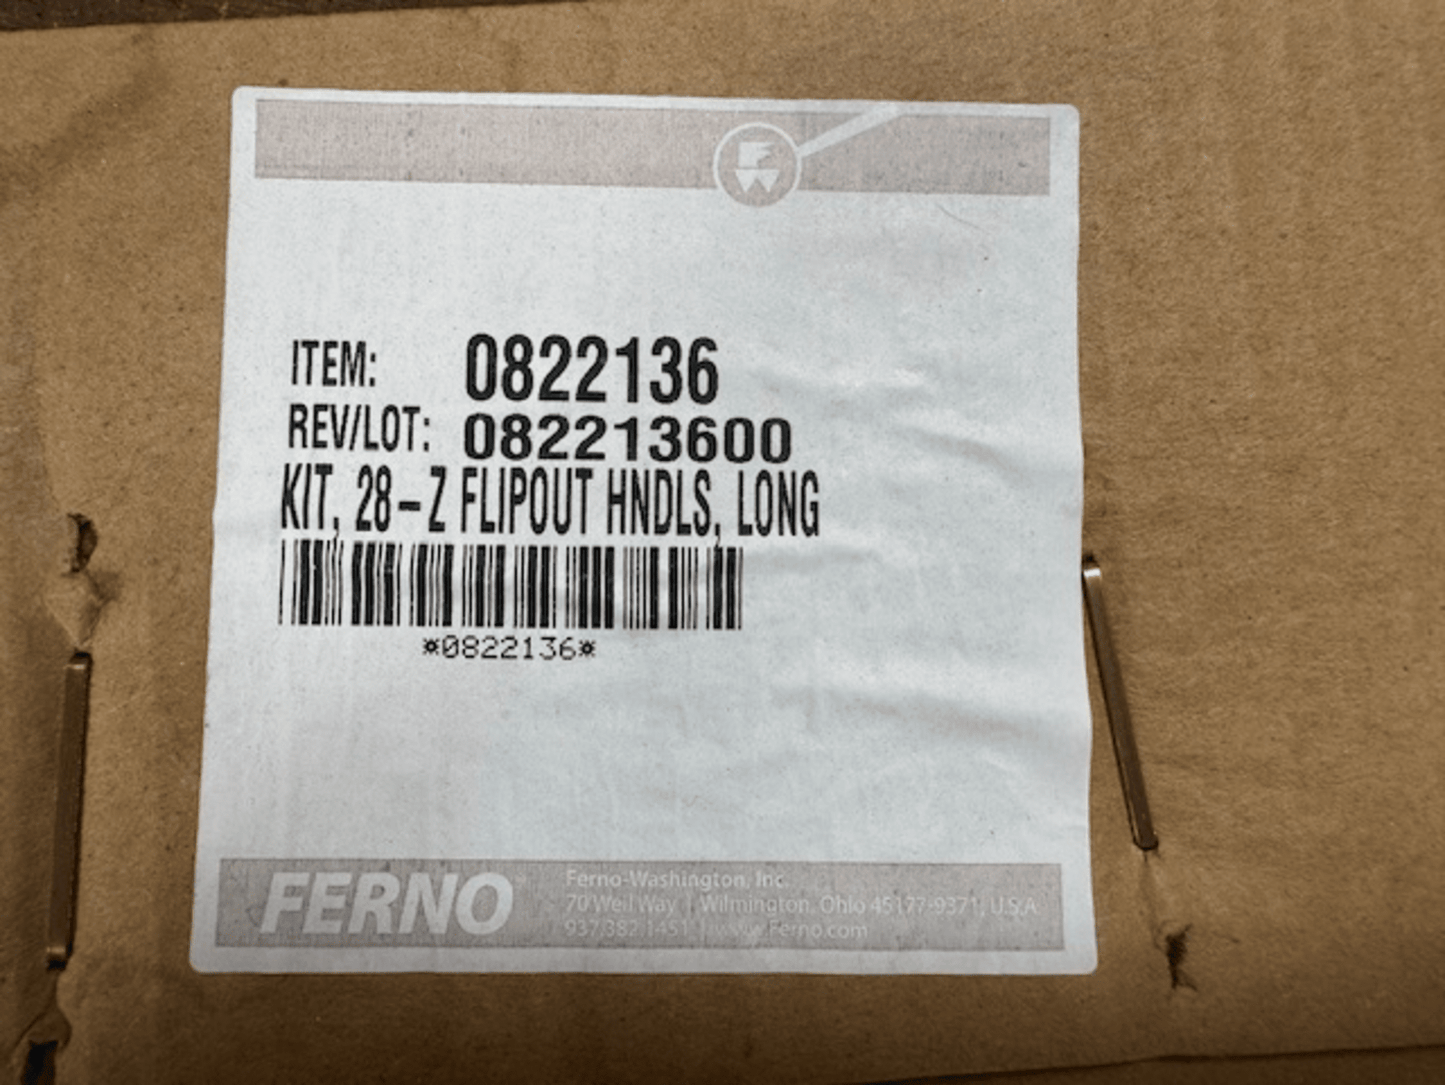 FW
ITEM: 0822136
REV/LOT: 082213600
KIT, 28-Z FLIPOUT HNDLS, LONG
*0822136*
FERNO
Ferno-Washington, Inc.
70 Weil Way | Wilmington, Ohio 45177-9371, U.S.A
937.382.1451 | www.Ferno.com